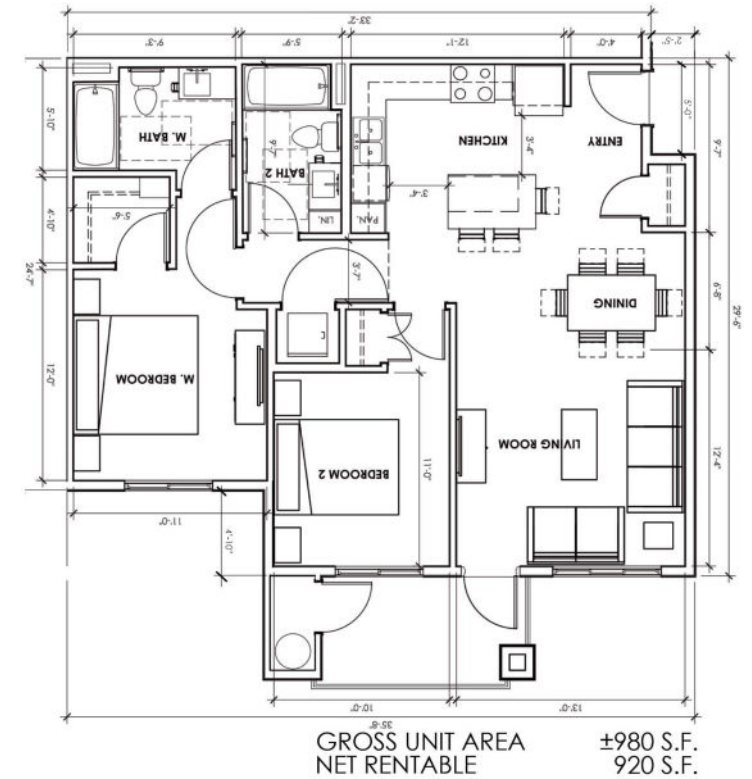 33'-2"
9'-3"
5'-9"
12'-1"
4'-0"
2'-5"
5'-10"
M. BATH
9'-7"
BATH 2
KITCHEN
3'-4"
ENTRY
5'-0"
9'-7"
4'-10"
5'-6"
LIN.
PAN.
3'-4"
24'-7"
3'-7"
DINING
6'-8"
29'-6"
12'-0"
M. BEDROOM
BEDROOM 2
11'-0"
LIVING ROOM
12'-4"
11'-0"
4'-10"
10'-0"
13'-0"
35'-8"
GROSS UNIT AREA ±980 S.F.
NET RENTABLE 920 S.F.